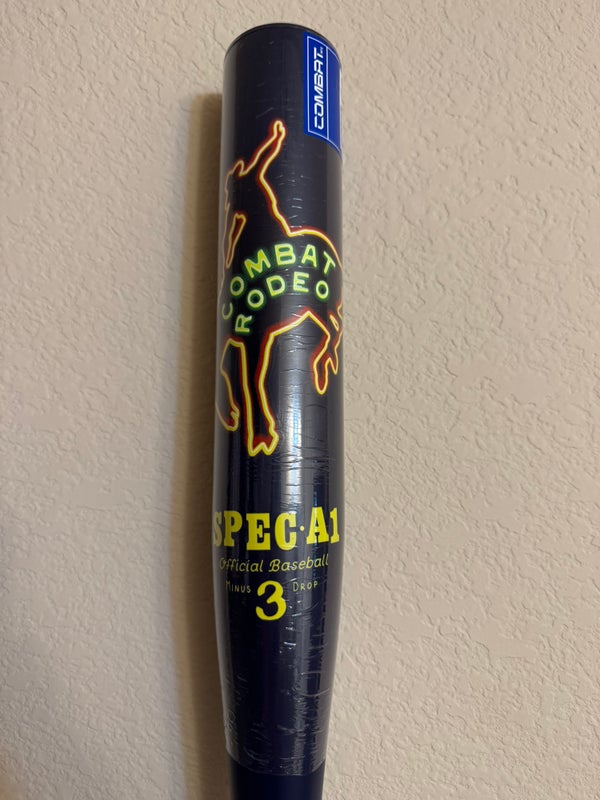 COMBAT
COMBAT
RODEO
SPEC·A1
Official Baseball
MINUS 3 DROP